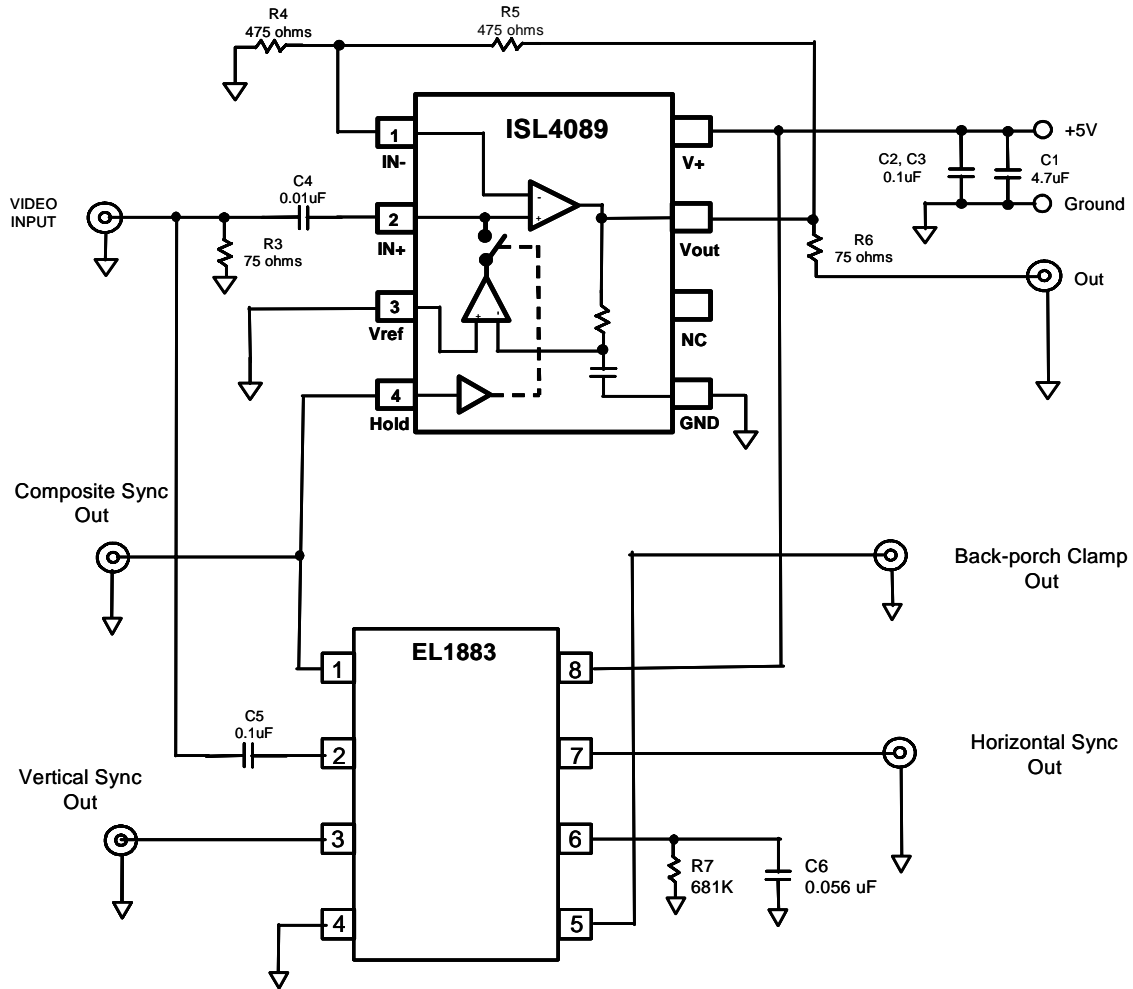 R4
475 ohms
R5
475 ohms
ISL4089
1
IN-
V+
+5V
C2, C3
0.1uF
C1
4.7uF
Ground
VIDEO
INPUT
C4
0.01uF
2
IN+
-
+
Vout
R3
75 ohms
R6
75 ohms
Out
3
Vref
+
-
NC
4
Hold
GND
Composite Sync
Out
Back-porch Clamp
Out
EL1883
1
8
C5
0.1uF
2
7
Horizontal Sync
Out
Vertical Sync
Out
3
6
R7
681K
C6
0.056 uF
4
5